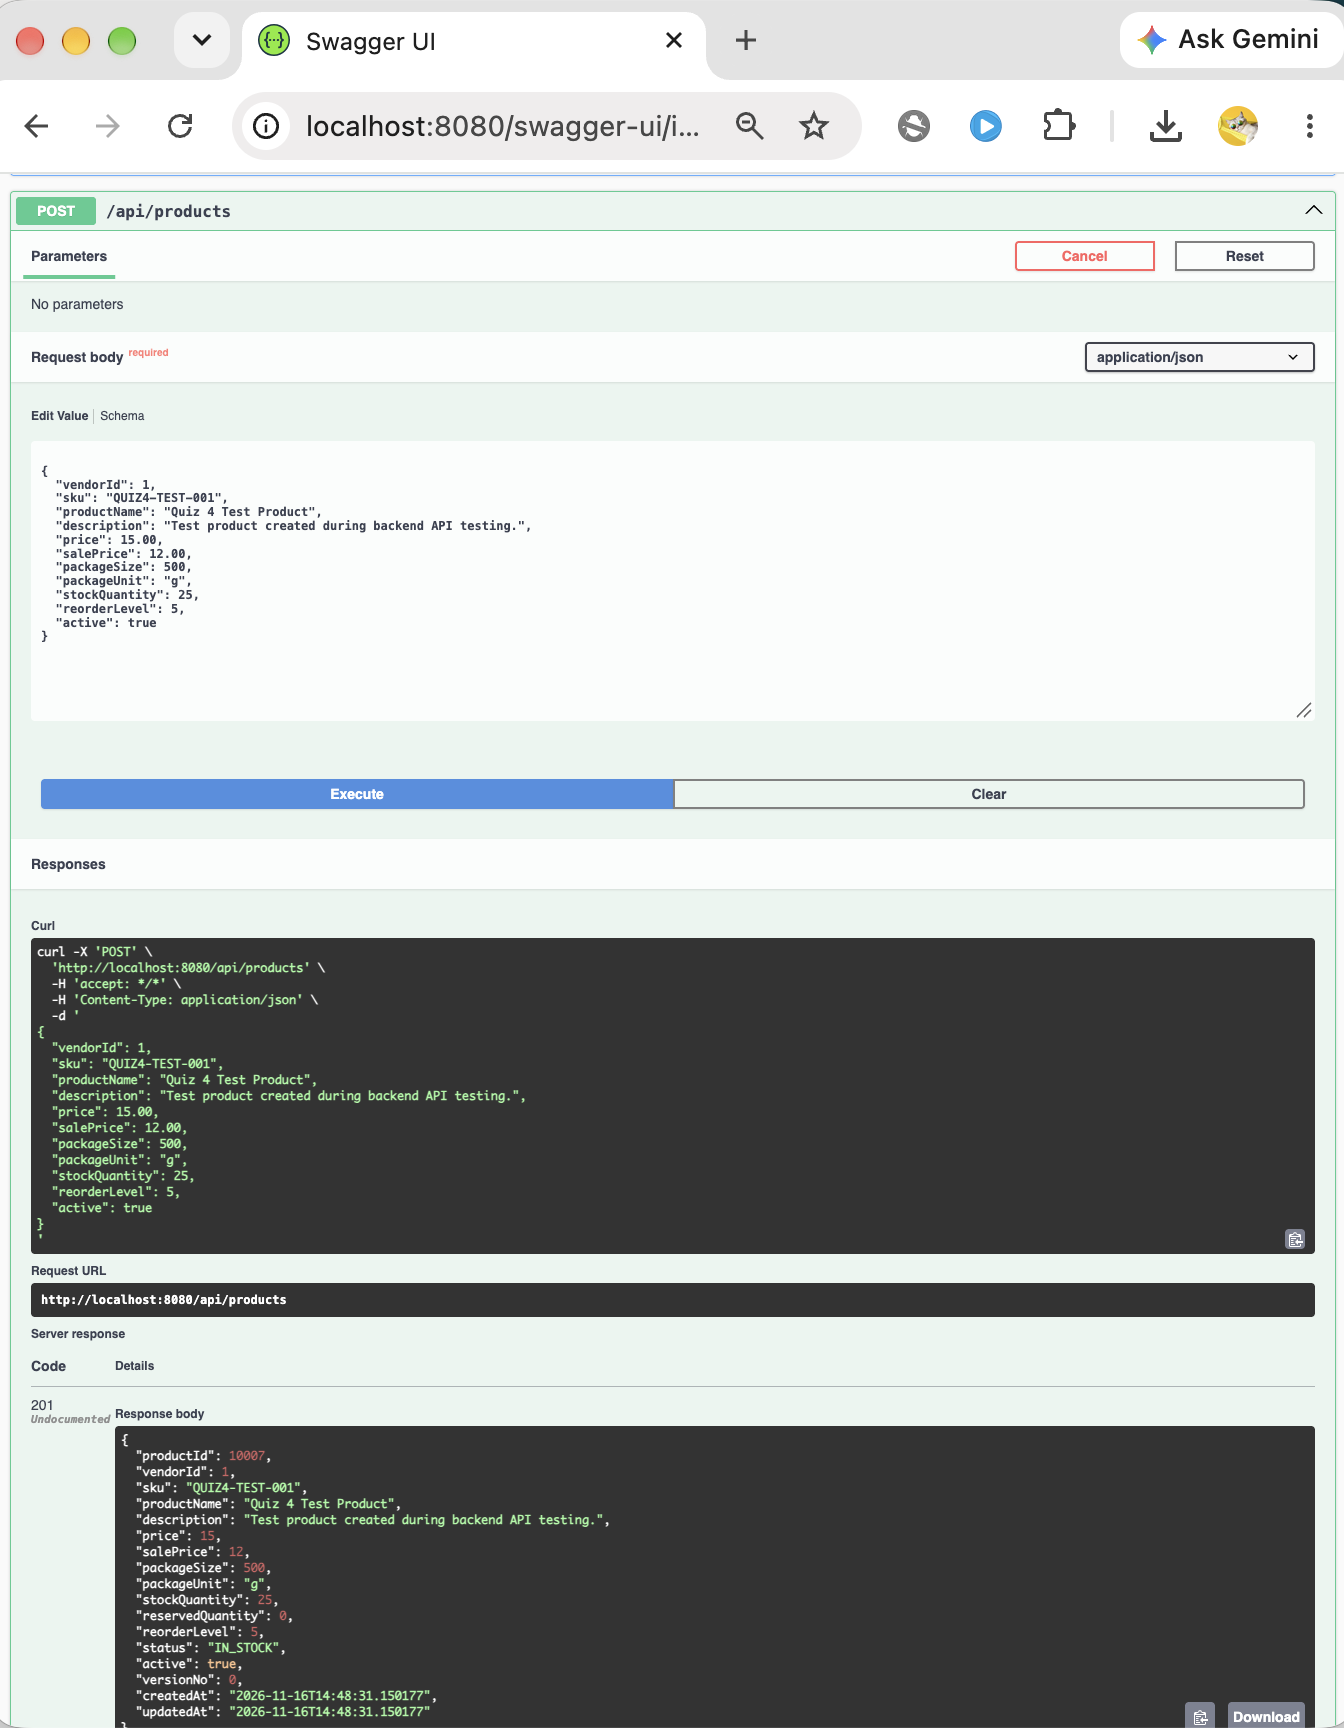 Swagger UI
Ask Gemini
localhost:8080/swagger-ui/i...
POST /api/products
Parameters
Cancel
Reset
No parameters
Request body required
application/json
Edit Value
Schema
{
  "vendorId": 1,
  "sku": "QUIZ4-TEST-001",
  "productName": "Quiz 4 Test Product",
  "description": "Test product created during backend API testing.",
  "price": 15.00,
  "salePrice": 12.00,
  "packageSize": 500,
  "packageUnit": "g",
  "stockQuantity": 25,
  "reorderLevel": 5,
  "active": true
}
Execute
Clear
Responses
Curl
curl -X 'POST' \
  'http://localhost:8080/api/products' \
  -H 'accept: */*' \
  -H 'Content-Type: application/json' \
  -d '
{
  "vendorId": 1,
  "sku": "QUIZ4-TEST-001",
  "productName": "Quiz 4 Test Product",
  "description": "Test product created during backend API testing.",
  "price": 15.00,
  "salePrice": 12.00,
  "packageSize": 500,
  "packageUnit": "g",
  "stockQuantity": 25,
  "reorderLevel": 5,
  "active": true
}
'
Request URL
http://localhost:8080/api/products
Server response
Code
Details
201
Undocumented
Response body
{
  "productId": 10007,
  "vendorId": 1,
  "sku": "QUIZ4-TEST-001",
  "productName": "Quiz 4 Test Product",
  "description": "Test product created during backend API testing.",
  "price": 15,
  "salePrice": 12,
  "packageSize": 500,
  "packageUnit": "g",
  "stockQuantity": 25,
  "reservedQuantity": 0,
  "reorderLevel": 5,
  "status": "IN_STOCK",
  "active": true,
  "versionNo": 0,
  "createdAt": "2026-11-16T14:48:31.150177",
  "updatedAt": "2026-11-16T14:48:31.150177"
}
Download